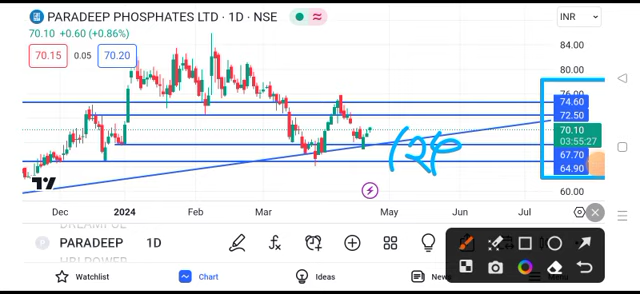 PARADEEP PHOSPHATES LTD · 1D · NSE
INR
70.10 +0.60 (+0.86%)
70.15 0.05 70.20
84.00
80.00
76.00
74.60
72.50
70.10
03:55:27
67.70
64.90
60.00
Dec 2024 Feb Mar May Jun Jul
PARADEEP 1D
Watchlist Chart Ideas News Menu